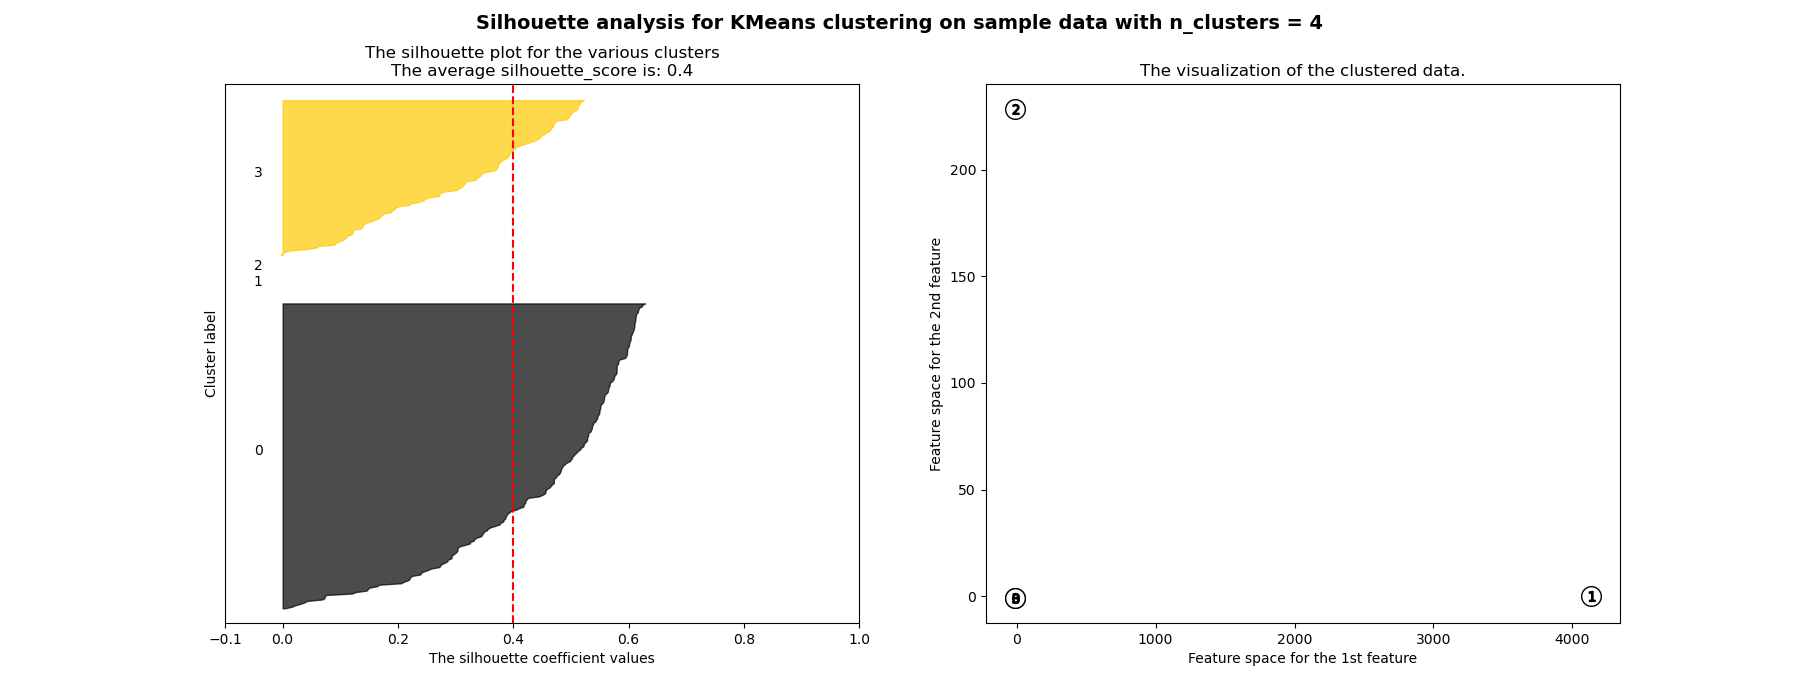 Silhouette analysis for KMeans clustering on sample data with n_clusters = 4
The silhouette plot for the various clusters
The average silhouette_score is: 0.4
3
2
1
0
Cluster label
−0.1
0.0
0.2
0.4
0.6
0.8
1.0
The silhouette coefficient values
The visualization of the clustered data.
2
1
200
150
100
50
0
Feature space for the 2nd feature
0
1000
2000
3000
4000
Feature space for the 1st feature